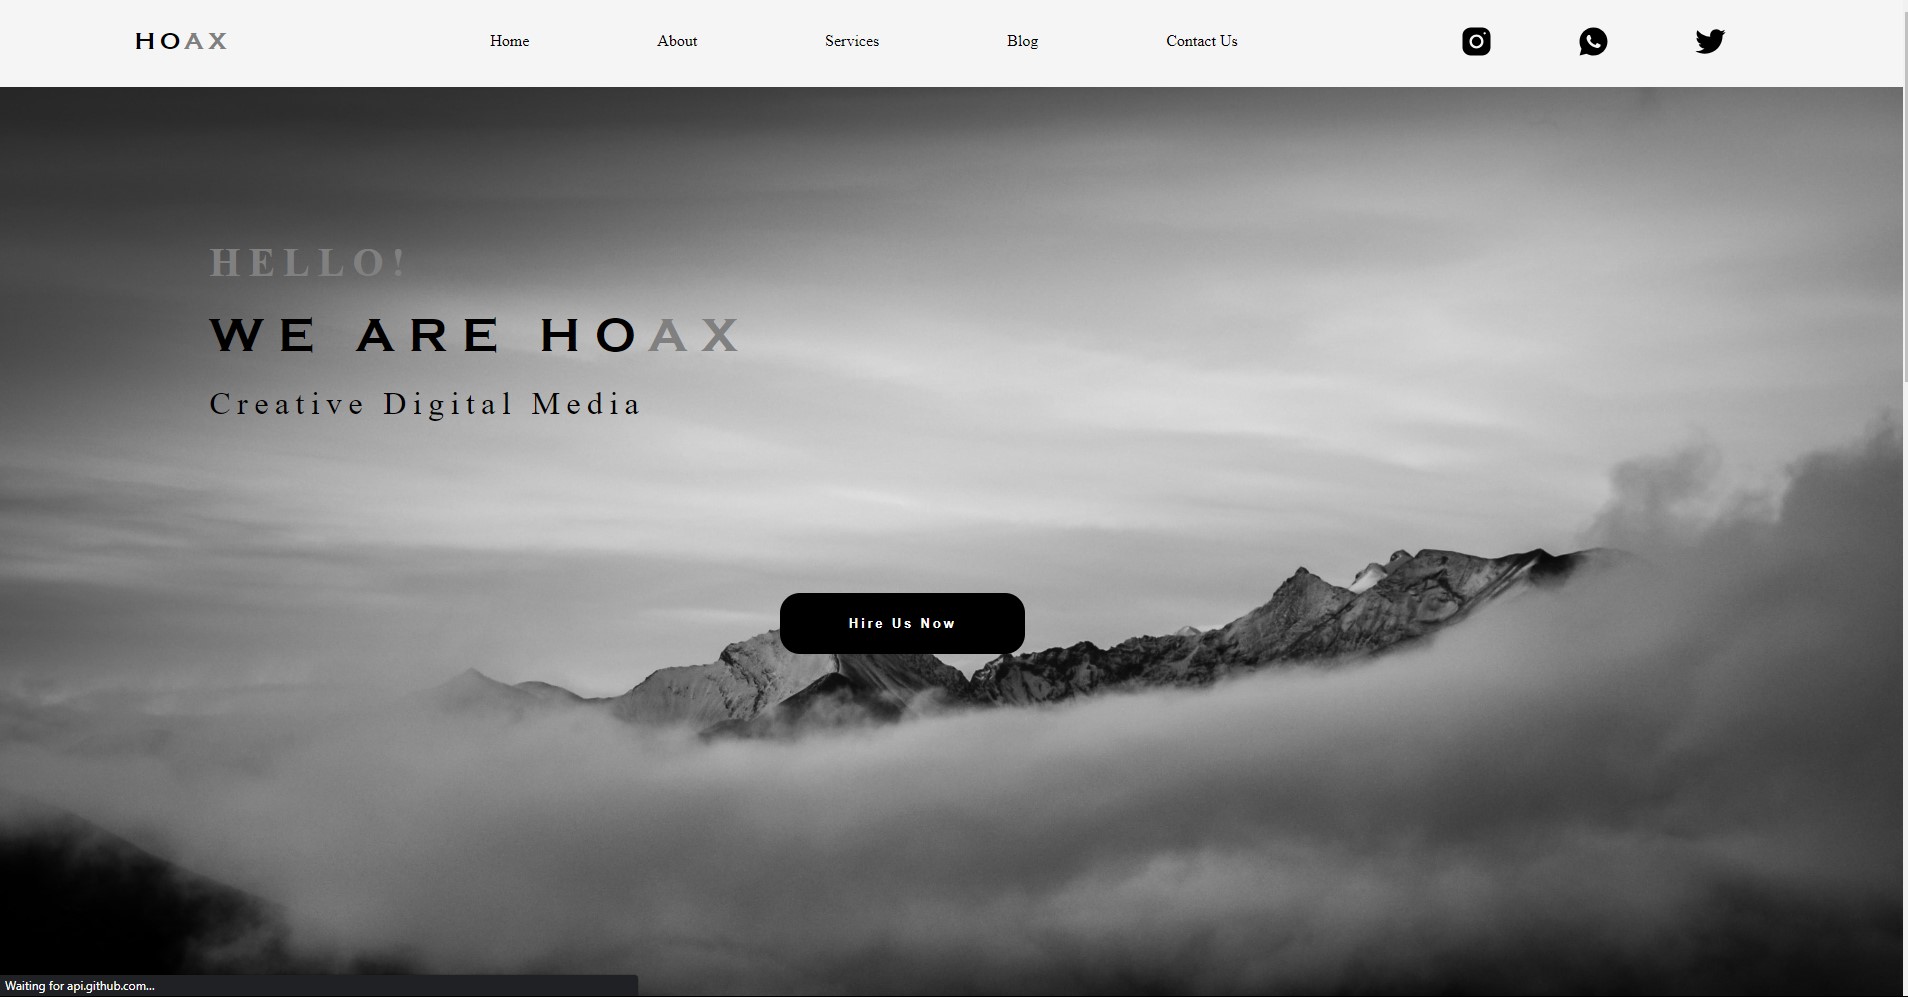 HOAX
Home About Services Blog Contact Us
HELLO!
WE ARE HOAX
Creative Digital Media
Hire Us Now
Waiting for api.github.com...